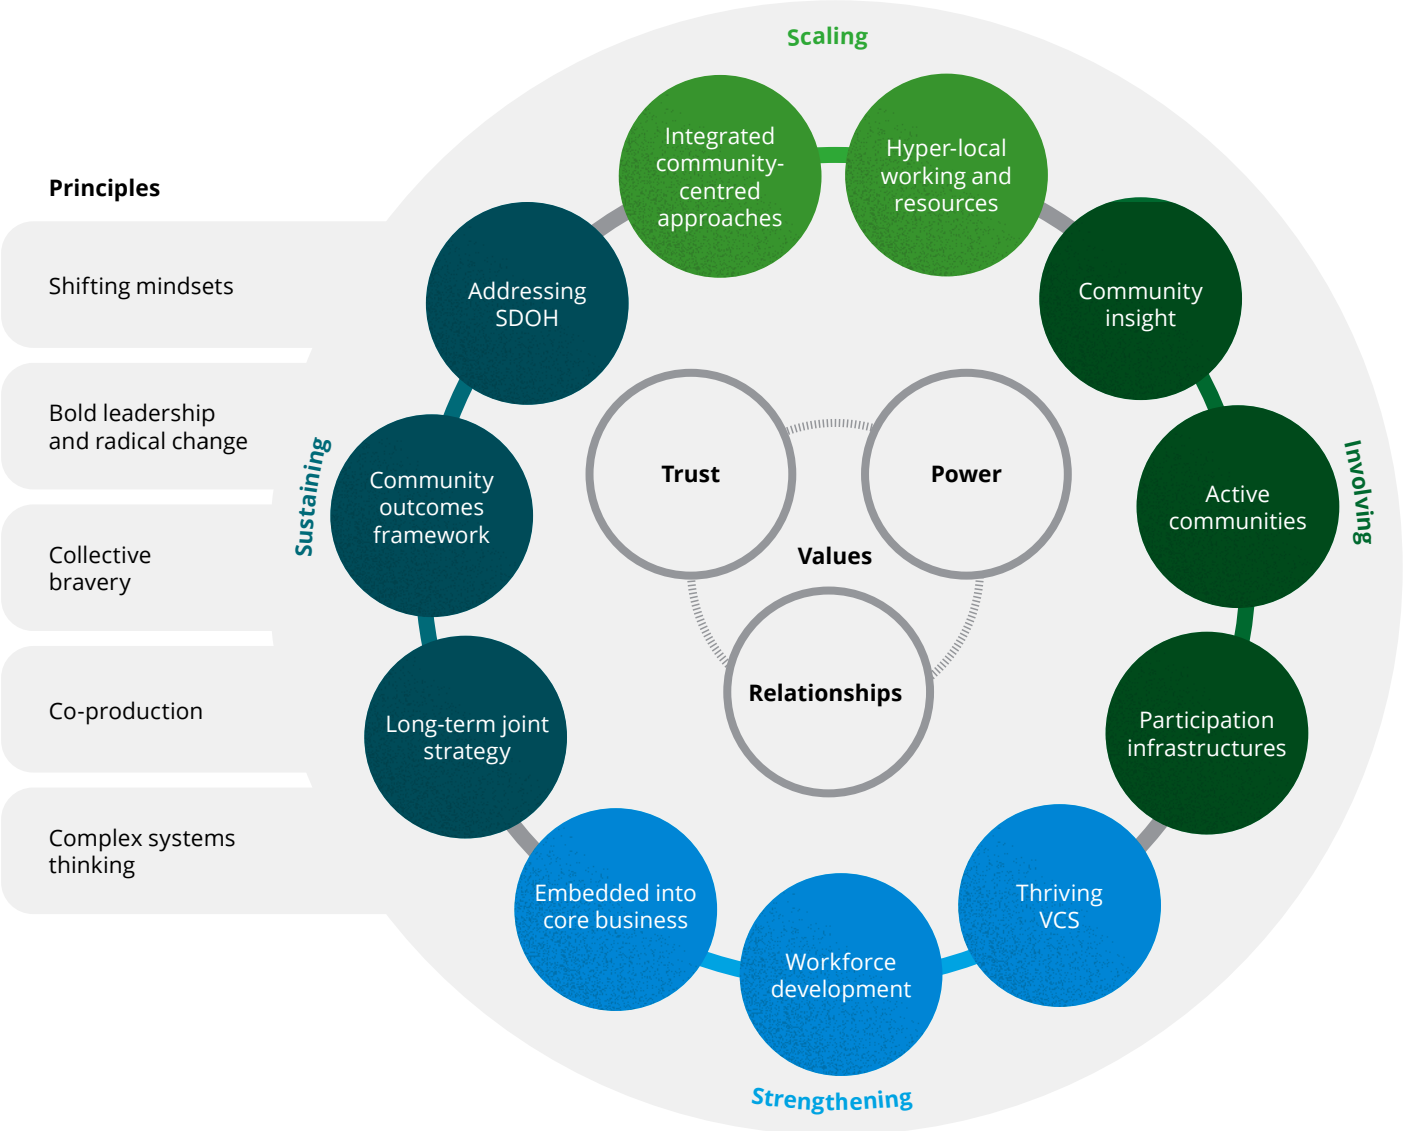 Scaling
Integrated
community-
centred
approaches
Hyper-local
working and
resources
Principles
Shifting mindsets
Bold leadership
and radical change
Collective
bravery
Co-production
Complex systems
thinking
Addressing
SDOH
Community
insight
Sustaining
Community
outcomes
framework
Trust
Power
Values
Relationships
Active
communities
Involving
Long-term joint
strategy
Participation
infrastructures
Embedded into
core business
Workforce
development
Thriving
VCS
Strengthening